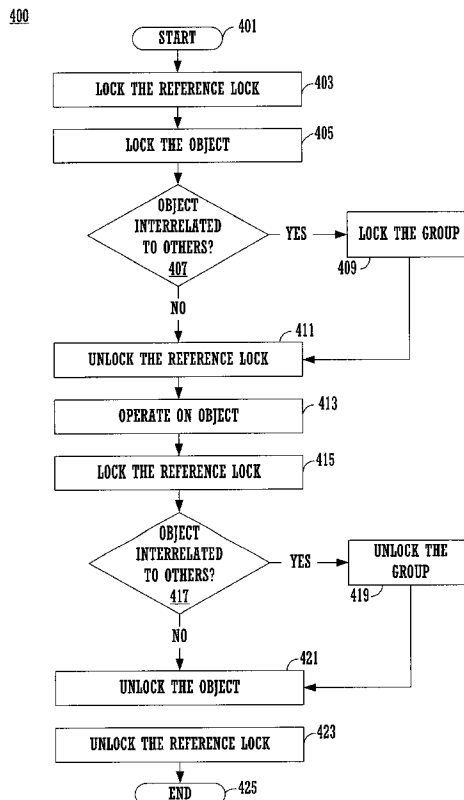 400
START
401
LOCK THE REFERENCE LOCK
403
LOCK THE OBJECT
405
OBJECT
INTERRELATED
TO OTHERS?
407
YES
LOCK THE GROUP
409
NO
411
UNLOCK THE REFERENCE LOCK
OPERATE ON OBJECT
413
LOCK THE REFERENCE LOCK
415
OBJECT
INTERRELATED
TO OTHERS?
417
YES
UNLOCK THE
GROUP
419
NO
421
UNLOCK THE OBJECT
UNLOCK THE REFERENCE LOCK
423
END
425